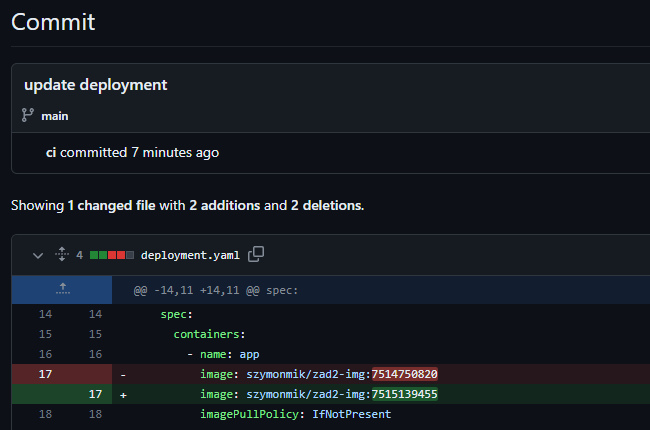 Commit
update deployment
main
ci committed 7 minutes ago
Showing 1 changed file with 2 additions and 2 deletions.
4 deployment.yaml
@@ -14,11 +14,11 @@ spec:
14 14 spec:
15 15 containers:
16 16 - name: app
17 - image: szymonmik/zad2-img:7514750820
17 + image: szymonmik/zad2-img:7515139455
18 18 imagePullPolicy: IfNotPresent